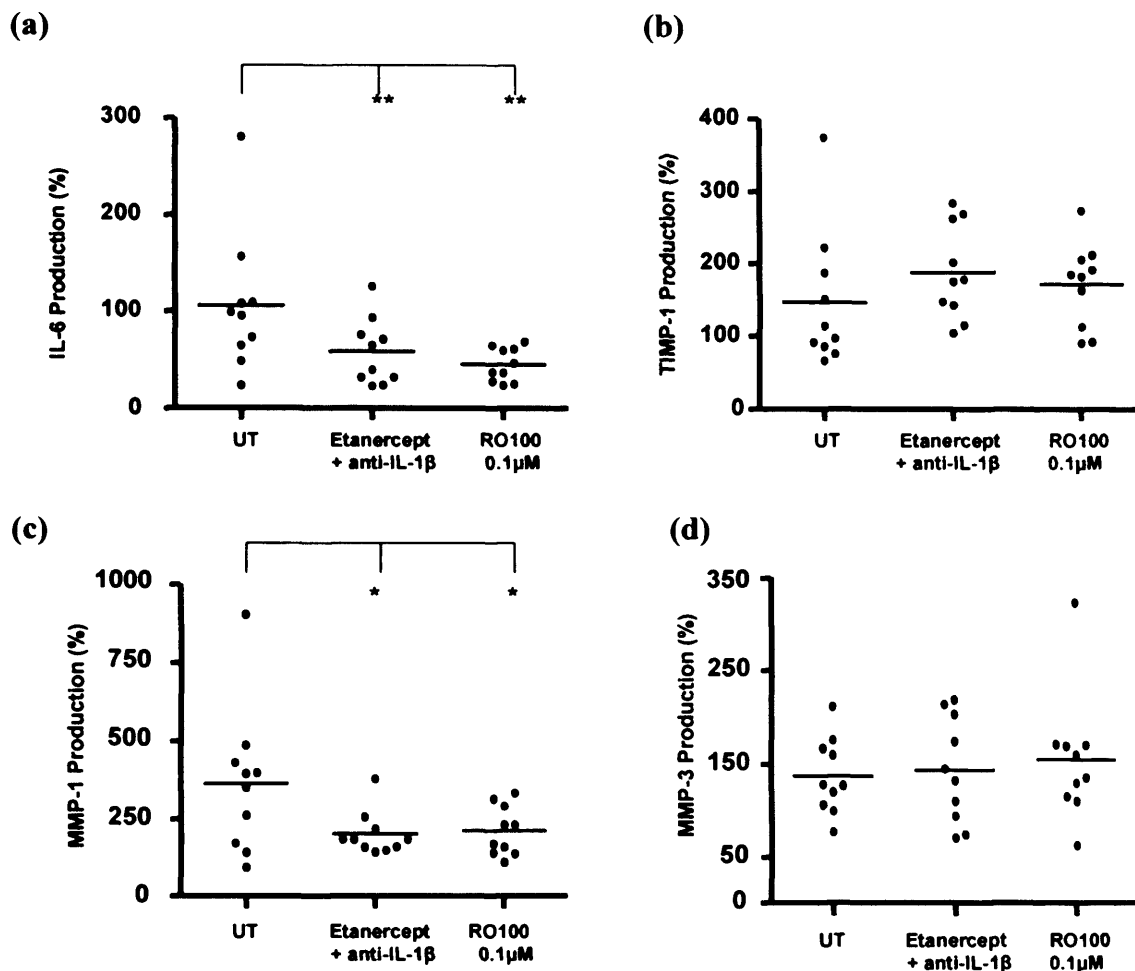 (a)
** **
300
200
100
0
IL-6 Production (%)
UT
Etanercept
+ anti-IL-1β
RO100
0.1µM
(b)
400
300
200
100
0
TIMP-1 Production (%)
UT
Etanercept
+ anti-IL-1β
RO100
0.1µM
(c)
* *
1000
750
500
250
0
MMP-1 Production (%)
UT
Etanercept
+ anti-IL-1β
RO100
0.1µM
(d)
350
250
150
50
0
MMP-3 Production (%)
UT
Etanercept
+ anti-IL-1β
RO100
0.1µM